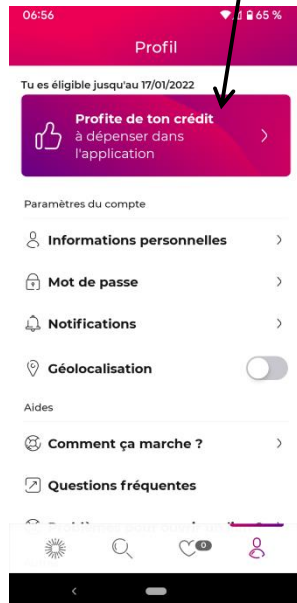 06:56
65 %
Profil
Tu es éligible jusqu'au 17/01/2022
Profite de ton crédit
à dépenser dans
l'application
Paramètres du compte
Informations personnelles
Mot de passe
Notifications
Géolocalisation
Aides
Comment ça marche ?
Questions fréquentes
0